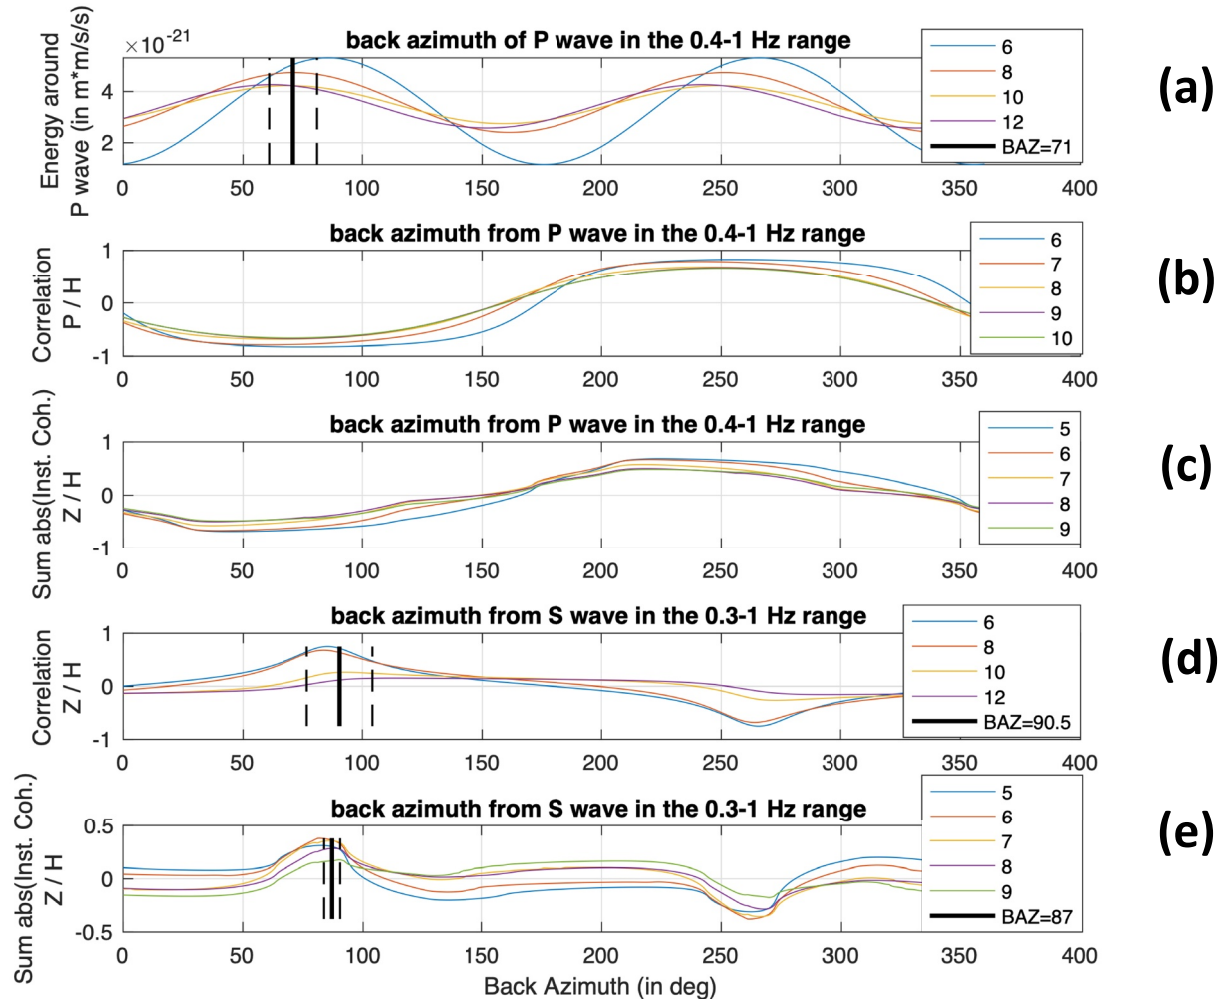 ×10⁻²¹
back azimuth of P wave in the 0.4-1 Hz range
Energy around
P wave (in m*m/s/s)
4
2
0 50 100 150 200 250 300 350 400
6
8
10
12
BAZ=71
(a)
back azimuth from P wave in the 0.4-1 Hz range
Correlation
P / H
1
0
-1
0 50 100 150 200 250 300 350 400
6
7
8
9
10
(b)
back azimuth from P wave in the 0.4-1 Hz range
Sum abs(Inst. Coh.)
Z / H
1
0
-1
0 50 100 150 200 250 300 350 400
5
6
7
8
9
(c)
back azimuth from S wave in the 0.3-1 Hz range
Correlation
Z / H
1
0
-1
0 50 100 150 200 250 300 350 400
6
8
10
12
BAZ=90.5
(d)
back azimuth from S wave in the 0.3-1 Hz range
Sum abs(Inst. Coh.)
Z / H
0.5
0
-0.5
0 50 100 150 200 250 300 350 400
5
6
7
8
9
BAZ=87
(e)
Back Azimuth (in deg)